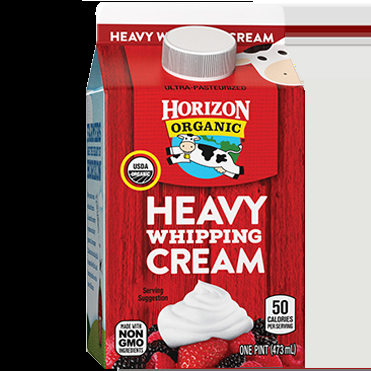 HEAVY WHIPPING CREAM
ULTRA-PASTEURIZED
HORIZON
ORGANIC
USDA
ORGANIC
HEAVY
WHIPPING
CREAM
Serving
Suggestion
50
CALORIES
PER SERVING
MADE WITH
NON
GMO
INGREDIENTS
ONE PINT (473 mL)